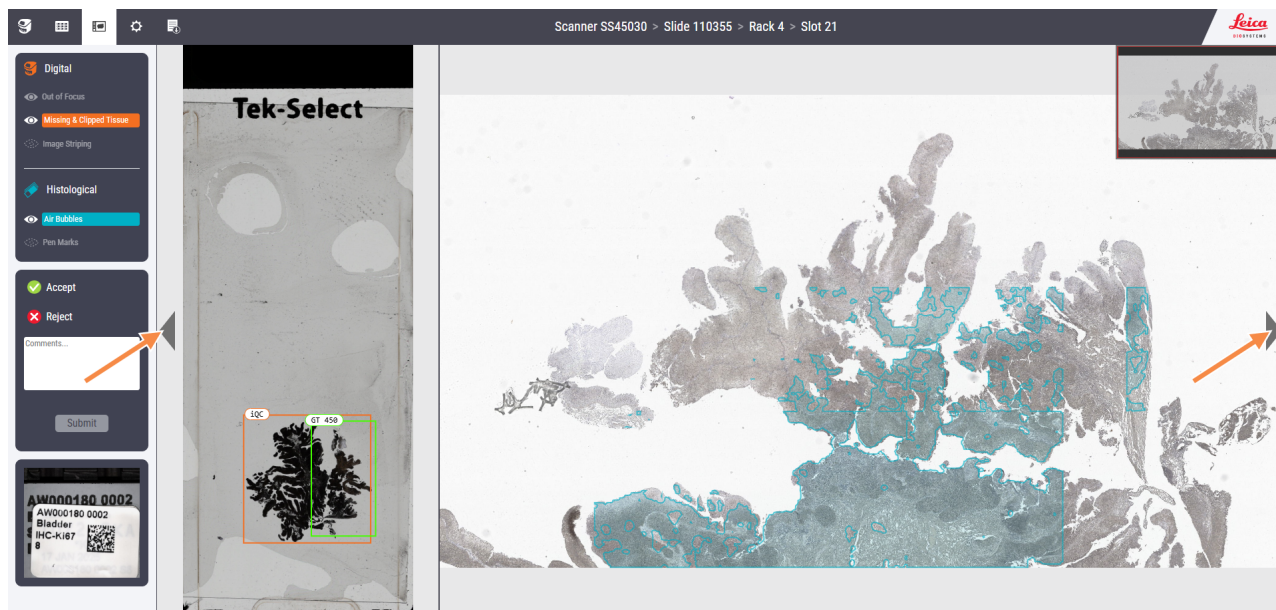 Scanner SS45030 > Slide 110355 > Rack 4 > Slot 21
Leica
BIOSYSTEMS
Digital
Out of Focus
Missing & Clipped Tissue
Image Striping
Histological
Air Bubbles
Pen Marks
Accept
Reject
Comments...
Submit
AW000180 0002
AW000180 0002
Bladder
IHC-Ki67
8
Tek-Select
iQC
GT 450